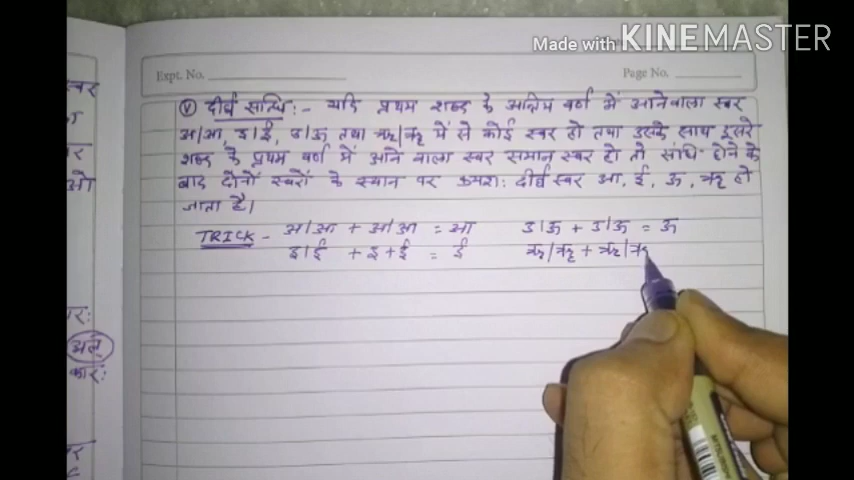 Made with KINEMASTER
Expt. No.
Page No.
स्वर
र
ओ
(v) दीर्घ सन्धि :- यदि प्रथम शब्द के अन्तिम वर्ण में आनेवाला स्वर
अ/आ, इ/ई, उ/ऊ तथा ऋ/ॠ में से कोई स्वर हो तथा उसके साथ दूसरे
शब्द के प्रथम वर्ण में आने वाला स्वर समान स्वर हो तो संधि होने के
बाद दोनों स्वरों के स्थान पर क्रमश: दीर्घ स्वर आ, ई, ऊ, ॠ हो
जाता है।
TRICK - अ/आ + अ/आ = आ उ/ऊ + उ/ऊ = ऊ
इ/ई + इ+ई = ई ऋ/ॠ + ऋ/ऋ
र:
कार:
र